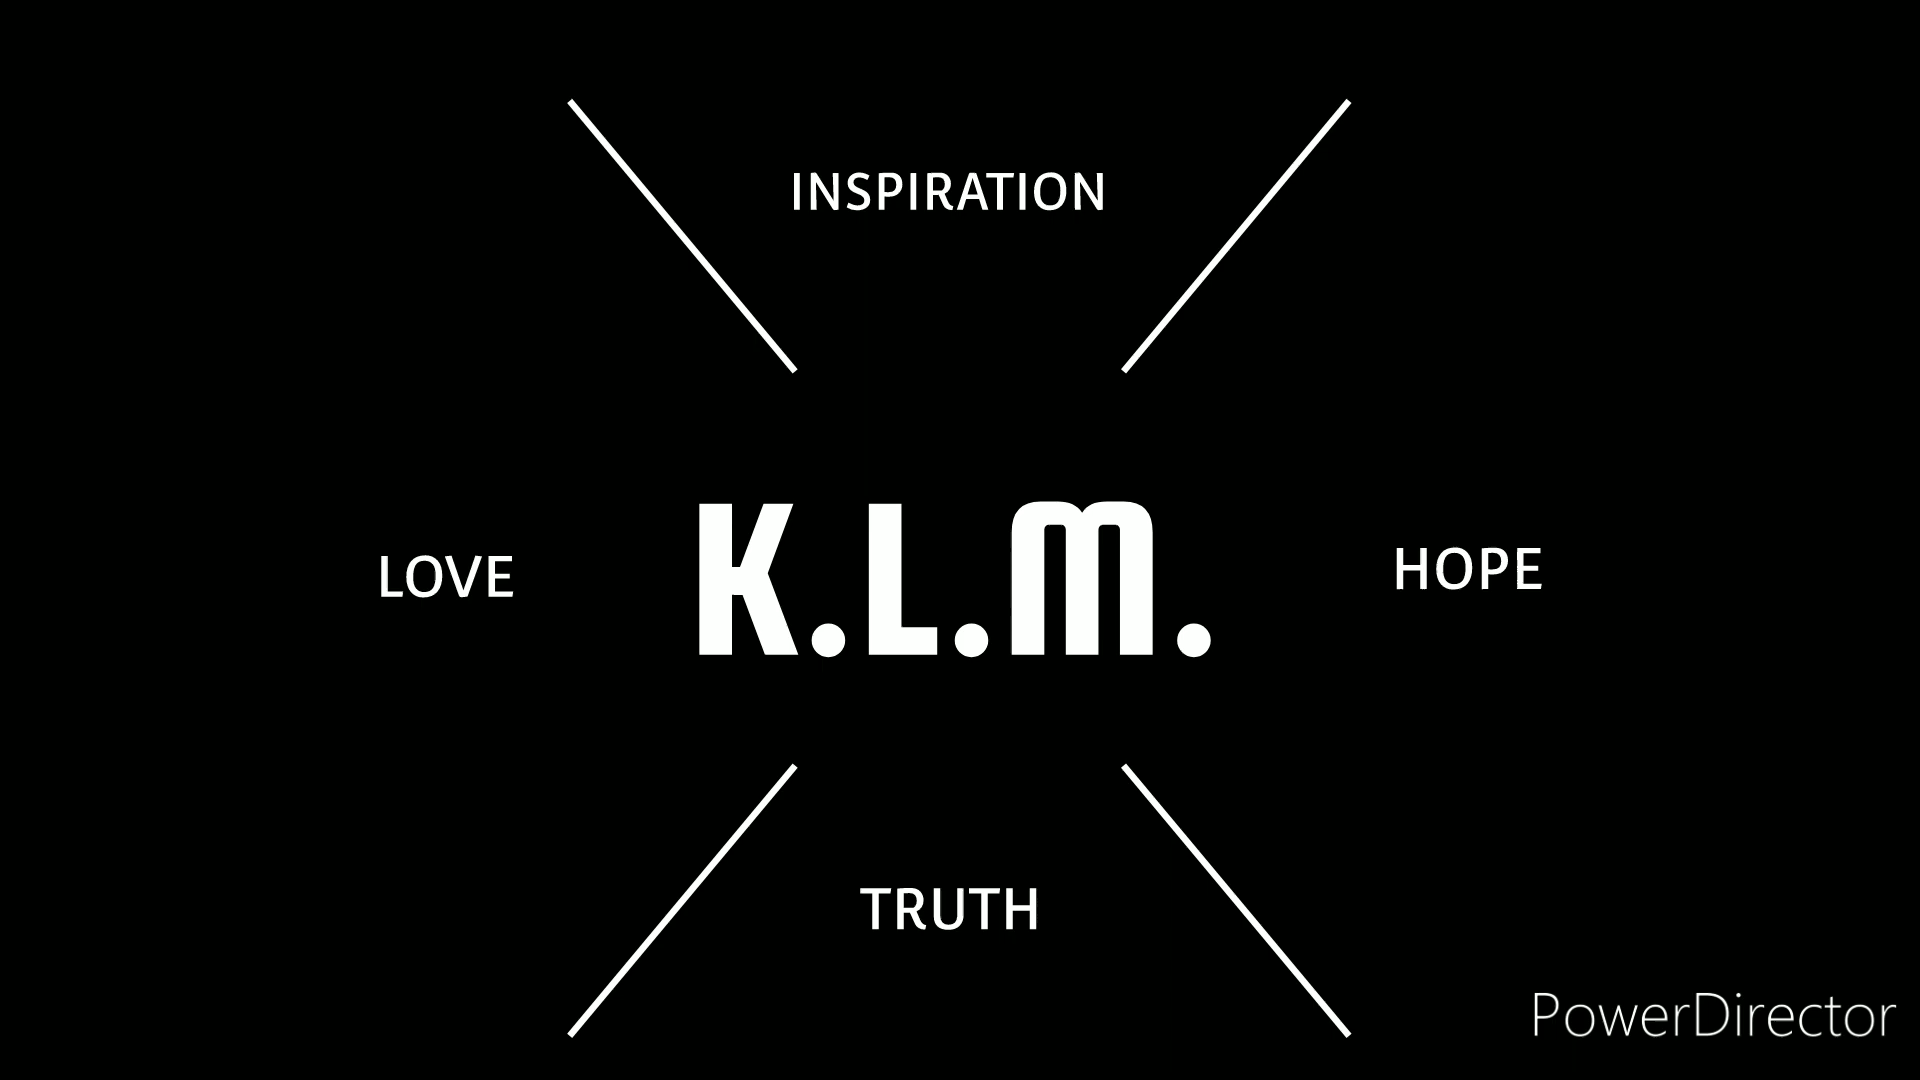 INSPIRATION
LOVE
K.L.M.
HOPE
TRUTH
PowerDirector